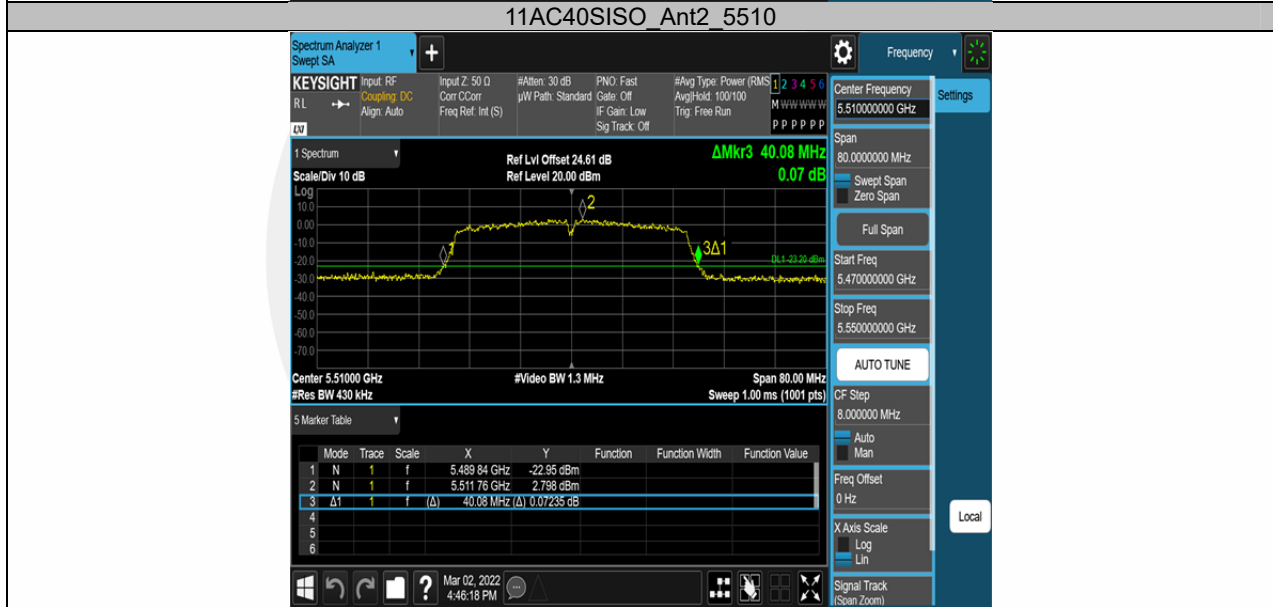 11AC40SISO_Ant2_5510
Spectrum Analyzer 1
Swept SA
+
Frequency
KEYSIGHT
RL
LXI
Input: RF
Coupling: DC
Align: Auto
Input Z: 50 Ω
Corr CCorr
Freq Ref: Int (S)
#Atten: 30 dB
µW Path: Standard
PNO: Fast
Gate: Off
IF Gain: Low
Sig Track: Off
#Avg Type: Power (RMS
Avg|Hold: 100/100
Trig: Free Run
1 2 3 4 5 6
M W W W W W
P P P P P P
1 Spectrum
Scale/Div 10 dB
Ref Lvl Offset 24.61 dB
Ref Level 20.00 dBm
ΔMkr3 40.08 MHz
0.07 dB
Log
10.0
0.00
-10.0
-20.0
-30.0
-40.0
-50.0
-60.0
-70.0
2
1
3Δ1
DL1 -23.20 dBm
Center 5.51000 GHz
#Video BW 1.3 MHz
Span 80.00 MHz
#Res BW 430 kHz
Sweep 1.00 ms (1001 pts)
5 Marker Table
Mode Trace Scale X Y Function Function Width Function Value
1 N 1 f 5.489 84 GHz -22.95 dBm
2 N 1 f 5.511 76 GHz 2.798 dBm
3 Δ1 1 f (Δ) 40.08 MHz (Δ) 0.07235 dB
4
5
6
Center Frequency
5.510000000 GHz
Settings
Span
80.0000000 MHz
Swept Span
Zero Span
Full Span
Start Freq
5.470000000 GHz
Stop Freq
5.550000000 GHz
AUTO TUNE
CF Step
8.000000 MHz
Auto
Man
Freq Offset
0 Hz
X Axis Scale
Log
Lin
Signal Track
(Span Zoom)
Local
?
Mar 02, 2022
4:46:18 PM